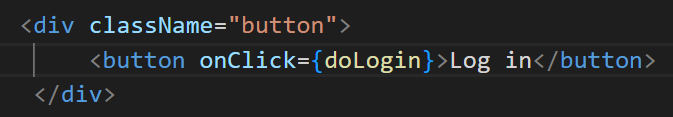 <div className="button">
<button onClick={doLogin}>Log in</button>
</div>